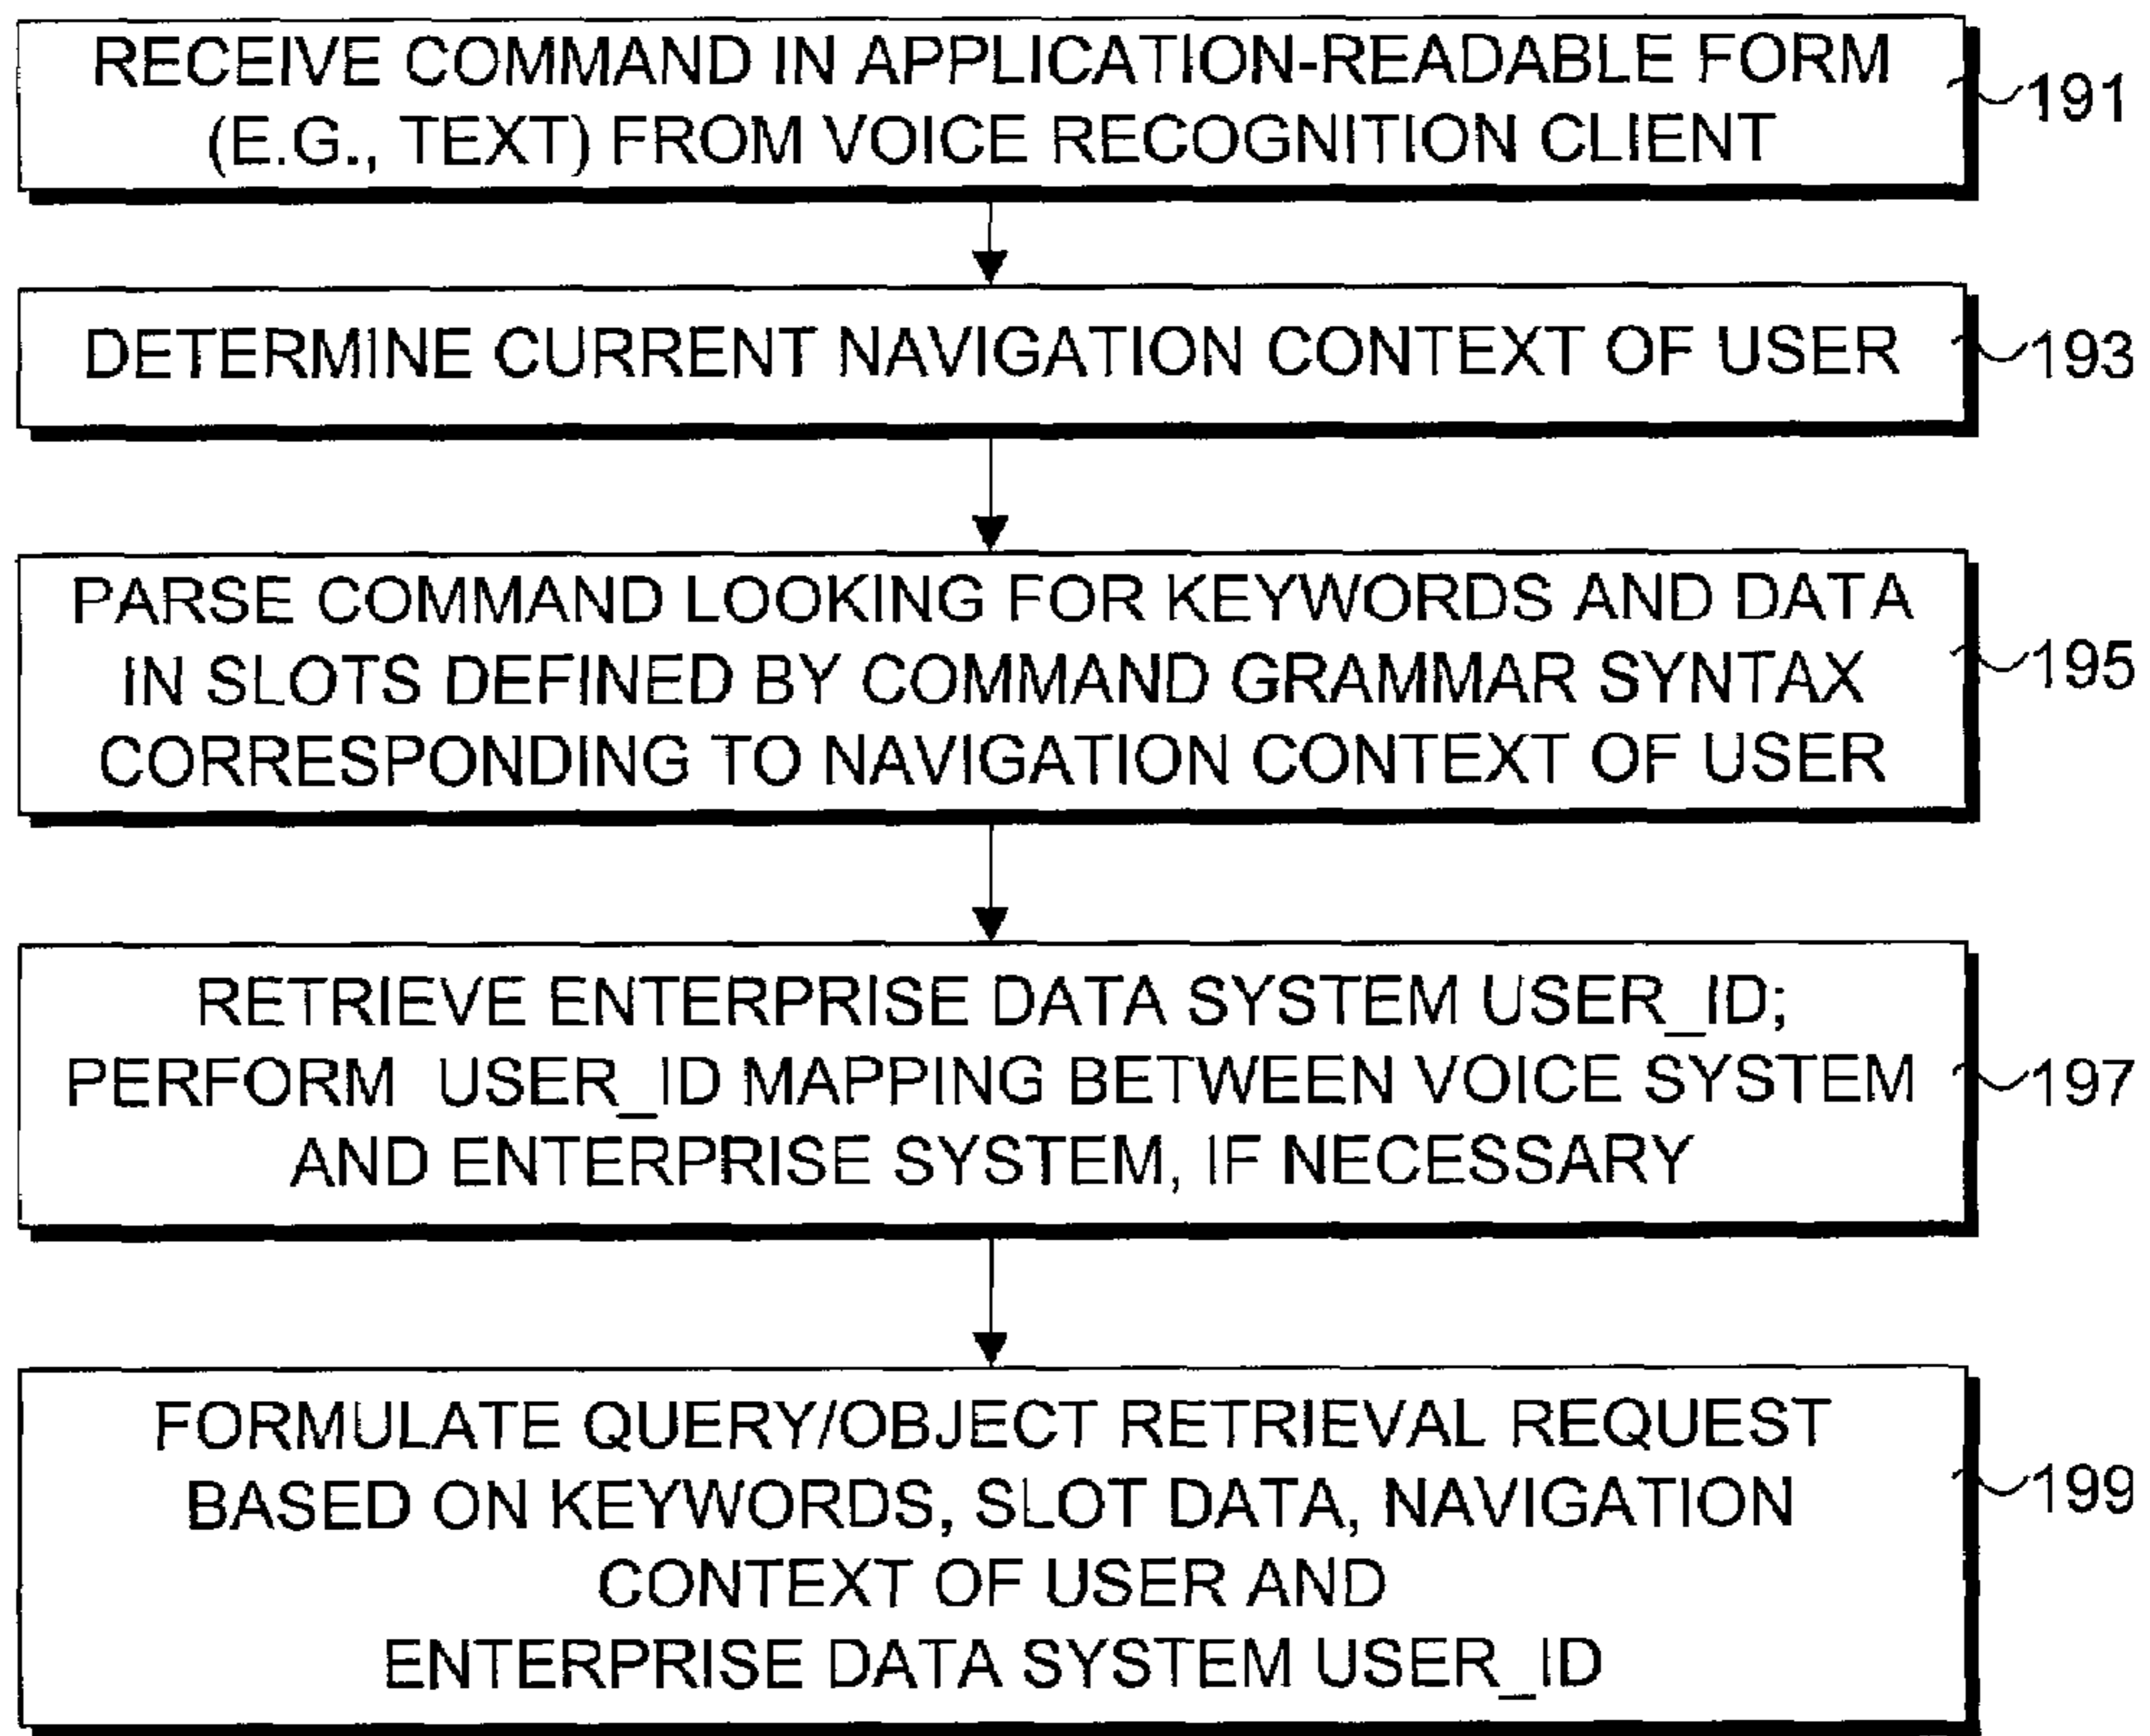 RECEIVE COMMAND IN APPLICATION-READABLE FORM
(E.G., TEXT) FROM VOICE RECOGNITION CLIENT
191
DETERMINE CURRENT NAVIGATION CONTEXT OF USER
193
PARSE COMMAND LOOKING FOR KEYWORDS AND DATA
IN SLOTS DEFINED BY COMMAND GRAMMAR SYNTAX
CORRESPONDING TO NAVIGATION CONTEXT OF USER
195
RETRIEVE ENTERPRISE DATA SYSTEM USER_ID;
PERFORM USER_ID MAPPING BETWEEN VOICE SYSTEM
AND ENTERPRISE SYSTEM, IF NECESSARY
197
FORMULATE QUERY/OBJECT RETRIEVAL REQUEST
BASED ON KEYWORDS, SLOT DATA, NAVIGATION
CONTEXT OF USER AND
ENTERPRISE DATA SYSTEM USER_ID
199